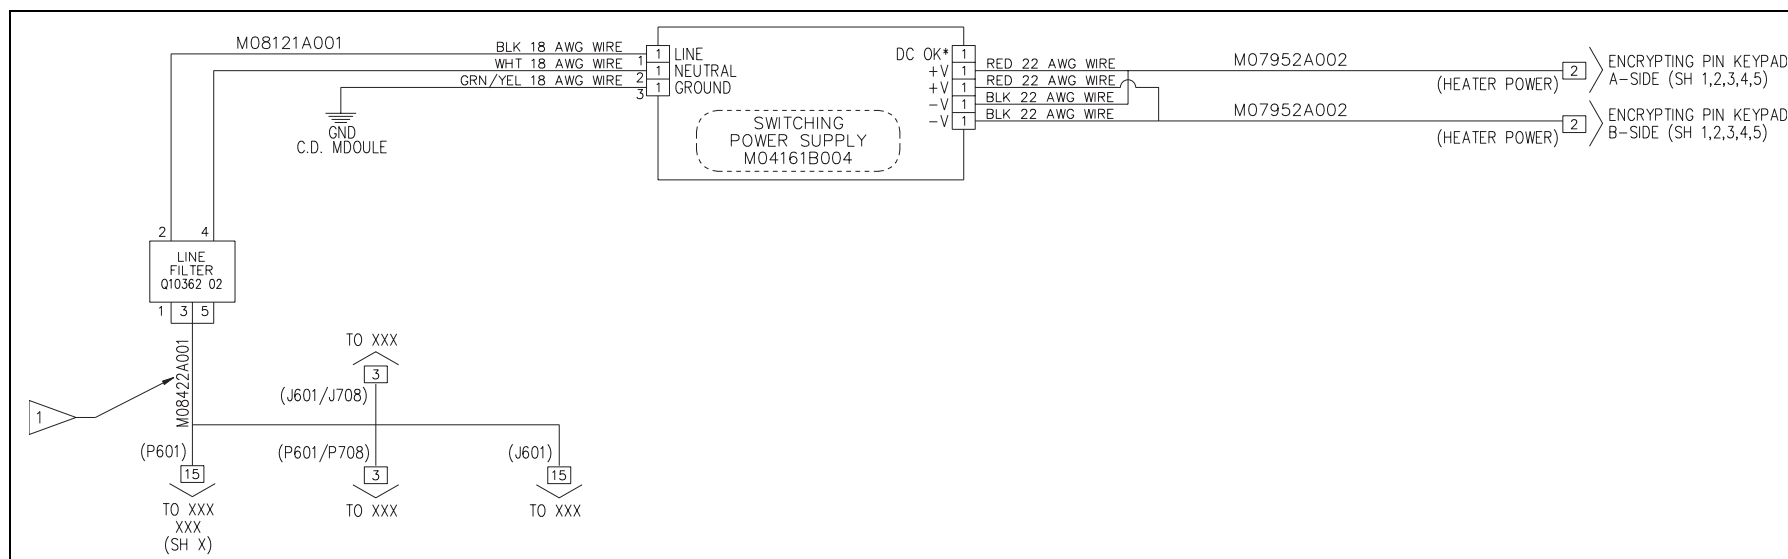 M08121A001
BLK 18 AWG WIRE
WHT 18 AWG WIRE
GRN/YEL 18 AWG WIRE
1
2
3
1 LINE
1 NEUTRAL
1 GROUND
GND
C.D. MDOULE
SWITCHING
POWER SUPPLY
M04161B004
DC OK* 1
+V 1
+V 1
-V 1
-V 1
RED 22 AWG WIRE
RED 22 AWG WIRE
BLK 22 AWG WIRE
BLK 22 AWG WIRE
M07952A002
(HEATER POWER)
2
ENCRYPTING PIN KEYPAD
A-SIDE (SH 1,2,3,4,5)
M07952A002
(HEATER POWER)
2
ENCRYPTING PIN KEYPAD
B-SIDE (SH 1,2,3,4,5)
2 4
LINE
FILTER
Q10362 02
1 3 5
M08422A001
1
TO XXX
3
(J601/J708)
(P601)
15
TO XXX
XXX
(SH X)
(P601/P708)
3
TO XXX
(J601)
15
TO XXX